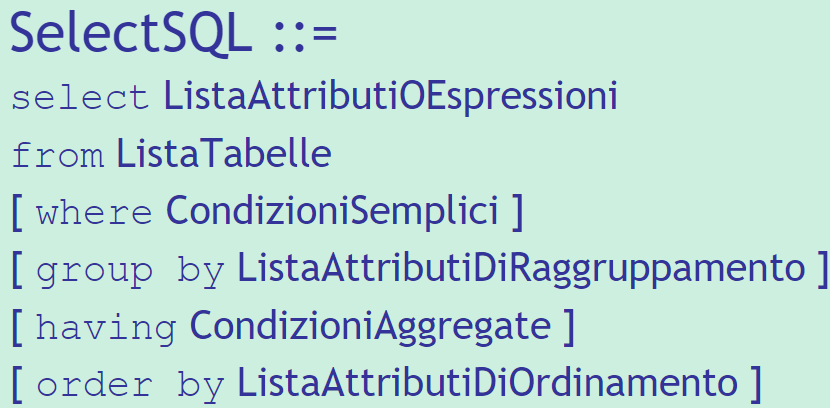 SelectSQL ::=
select ListaAttributiOEspressioni
from ListaTabelle
[ where CondizioniSemplici ]
[ group by ListaAttributiDiRaggruppamento ]
[ having CondizioniAggregate ]
[ order by ListaAttributiDiOrdinamento ]